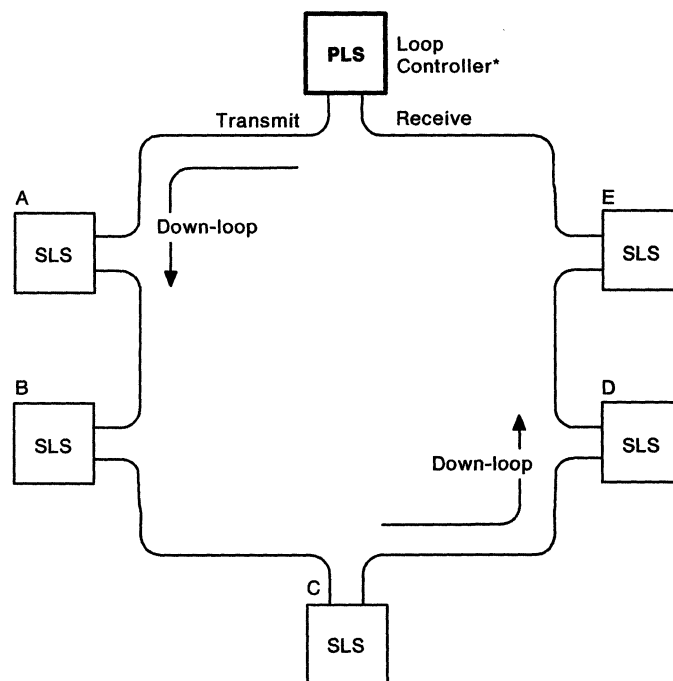 PLS
Loop
Controller*
Transmit
Receive
A
SLS
Down-loop
E
SLS
B
SLS
D
SLS
Down-loop
C
SLS